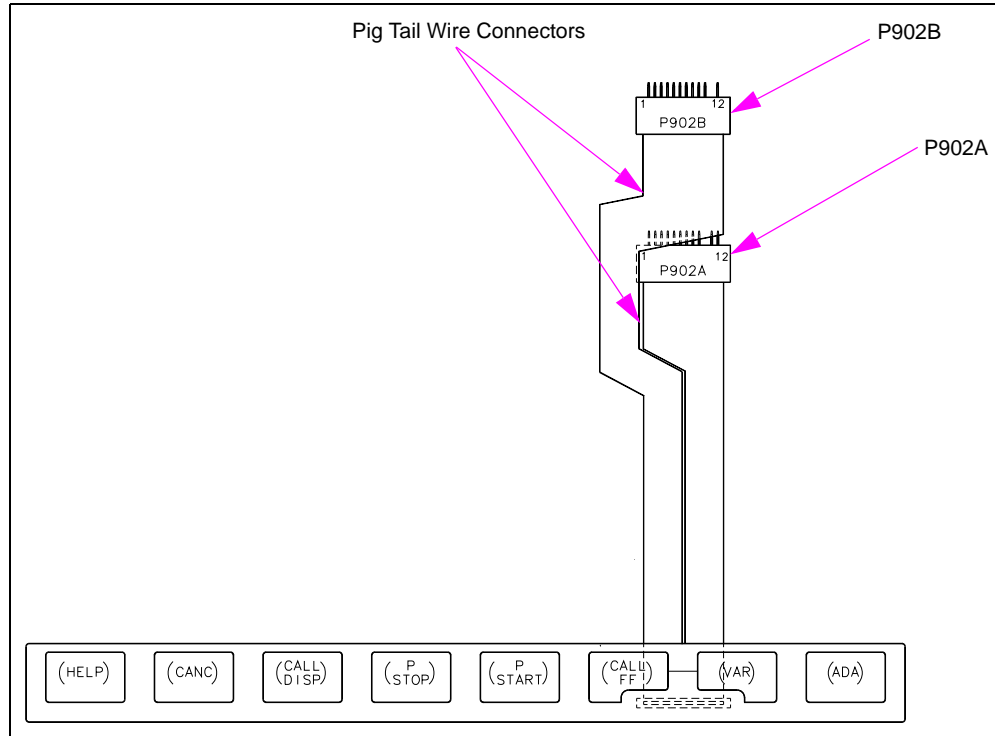 Pig Tail Wire Connectors
P902B
1 12
P902B
P902A
1 12
P902A
(HELP)
(CANC)
(CALL
DISP)
(P
STOP)
(P
START)
(CALL
FF)
(VAR)
(ADA)